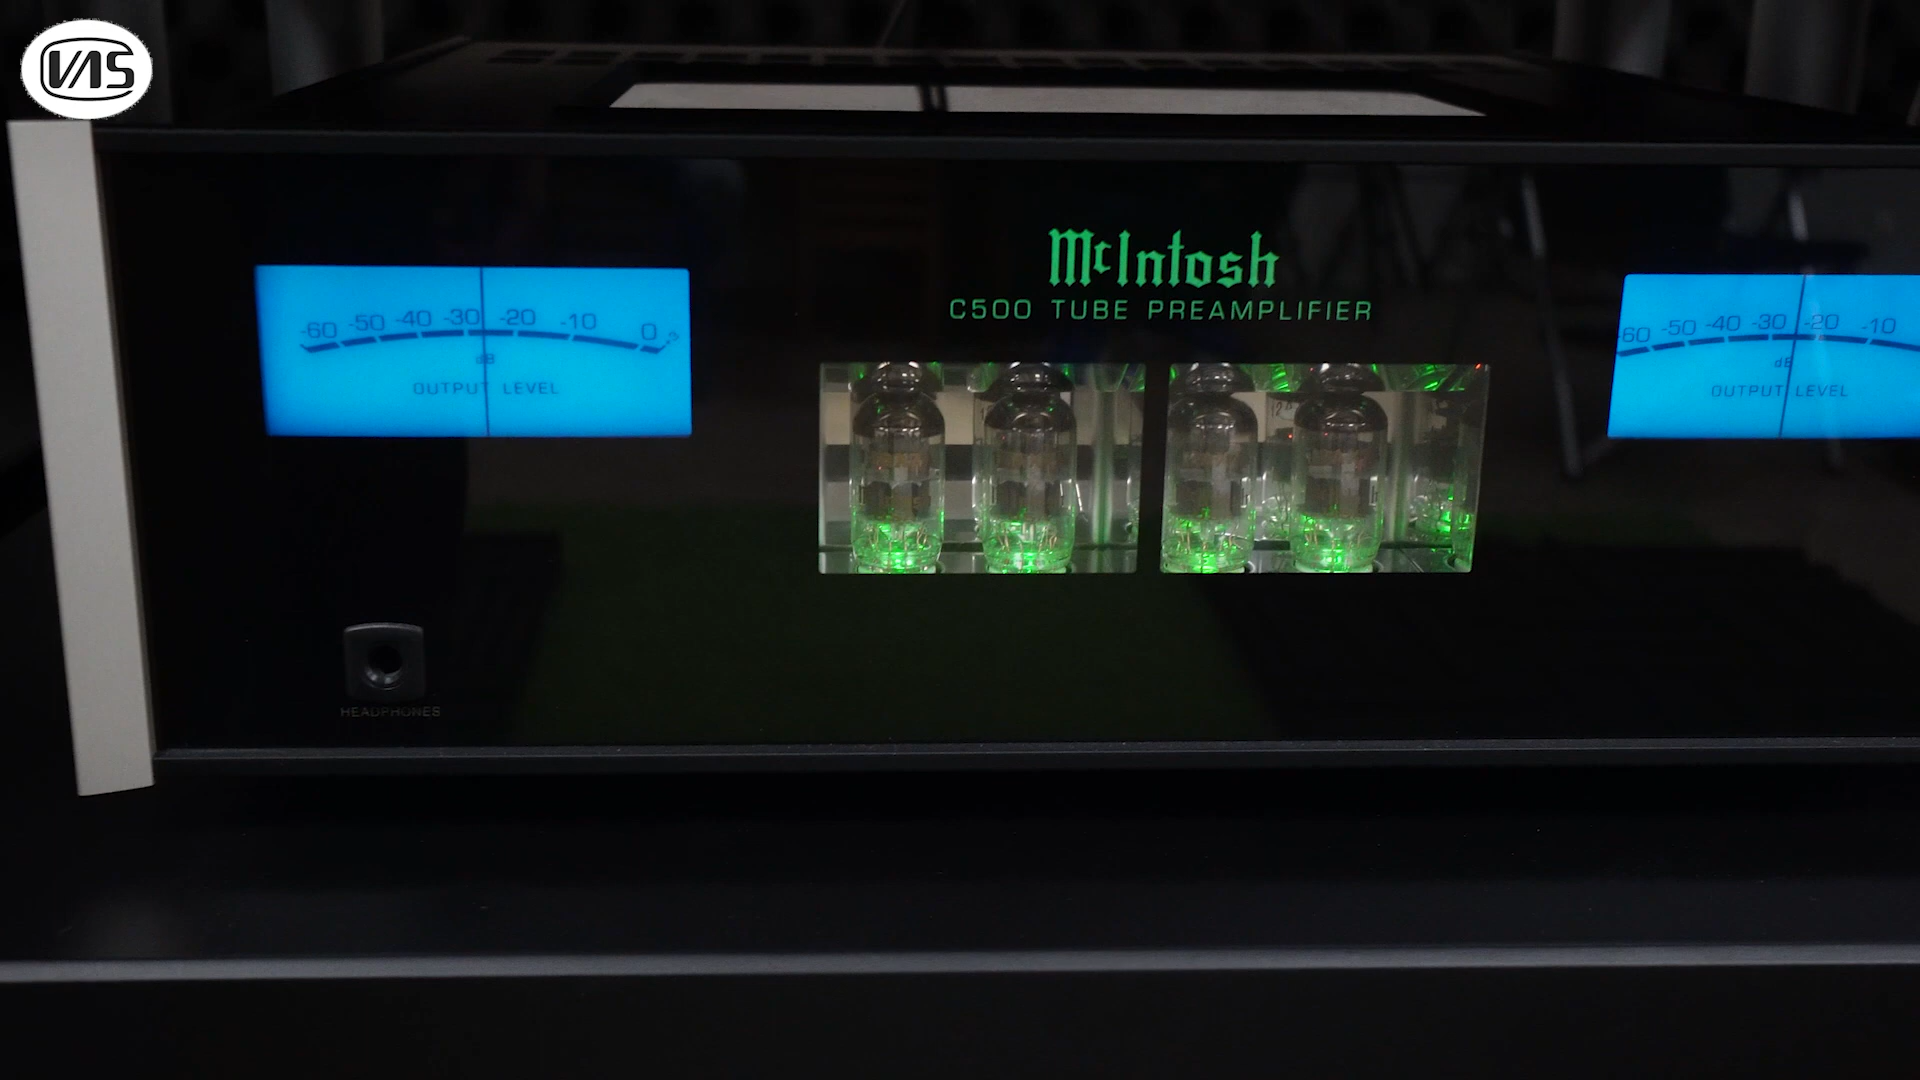 VAS
McIntosh
C500 TUBE PREAMPLIFIER
-60 -50 -40 -30 -20 -10 0 +3
dB
OUTPUT LEVEL
-60 -50 -40 -30 -20 -10
dB
OUTPUT LEVEL
HEADPHONES